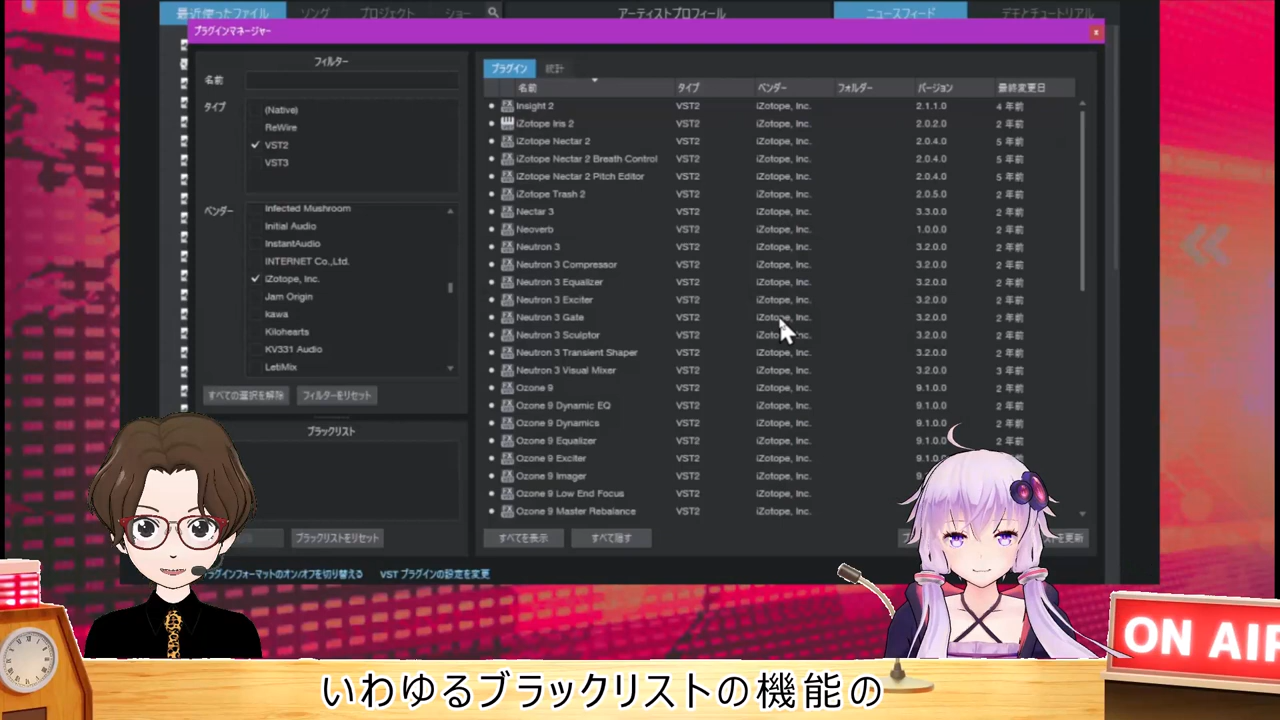 最近使ったファイル ソング プロジェクト ショー アーティストプロフィール ニュースフィード デモとチュートリアル
プラグインマネージャー
フィルター
名前
タイプ
(Native)
ReWire
VST2
VST3
ベンダー
Infected Mushroom
Initial Audio
InstantAudio
INTERNET Co.,Ltd.
iZotope, Inc.
Jam Origin
kawa
Kilohearts
KV331 Audio
LetiMix
すべての選択を解除 フィルターをリセット
ブラックリスト
ブラックリストをリセット
ラグインフォーマットのオン/オフを切り替える VST プラグインの設定を変更
プラグイン 統計
名前 タイプ ベンダー フォルダー バージョン 最終変更日
Insight 2 VST2 iZotope, Inc. 2.1.1.0 4 年前
iZotope Iris 2 VST2 iZotope, Inc. 2.0.2.0 2 年前
iZotope Nectar 2 VST2 iZotope, Inc. 2.0.4.0 5 年前
iZotope Nectar 2 Breath Control VST2 iZotope, Inc. 2.0.4.0 5 年前
iZotope Nectar 2 Pitch Editor VST2 iZotope, Inc. 2.0.4.0 5 年前
iZotope Trash 2 VST2 iZotope, Inc. 2.0.5.0 2 年前
Nectar 3 VST2 iZotope, Inc. 3.3.0.0 2 年前
Neoverb VST2 iZotope, Inc. 1.0.0.0 2 年前
Neutron 3 VST2 iZotope, Inc. 3.2.0.0 2 年前
Neutron 3 Compressor VST2 iZotope, Inc. 3.2.0.0 2 年前
Neutron 3 Equalizer VST2 iZotope, Inc. 3.2.0.0 2 年前
Neutron 3 Exciter VST2 iZotope, Inc. 3.2.0.0 2 年前
Neutron 3 Gate VST2 iZotope, Inc. 3.2.0.0 2 年前
Neutron 3 Sculptor VST2 iZotope, Inc. 3.2.0.0 2 年前
Neutron 3 Transient Shaper VST2 iZotope, Inc. 3.2.0.0 2 年前
Neutron 3 Visual Mixer VST2 iZotope, Inc. 3.2.0.0 3 年前
Ozone 9 VST2 iZotope, Inc. 9.1.0.0 2 年前
Ozone 9 Dynamic EQ VST2 iZotope, Inc. 9.1.0.0 2 年前
Ozone 9 Dynamics VST2 iZotope, Inc. 9.1.0.0 2 年前
Ozone 9 Equalizer VST2 iZotope, Inc. 9.1.0.0 2 年前
Ozone 9 Exciter VST2 iZotope, Inc. 9.1.0
Ozone 9 Imager VST2 iZotope, Inc. 9.1
Ozone 9 Low End Focus VST2 iZotope, Inc.
Ozone 9 Master Rebalance VST2 iZotope, Inc.
すべてを表示 すべて隠す を更新
ON AIR
いわゆるブラックリストの機能の